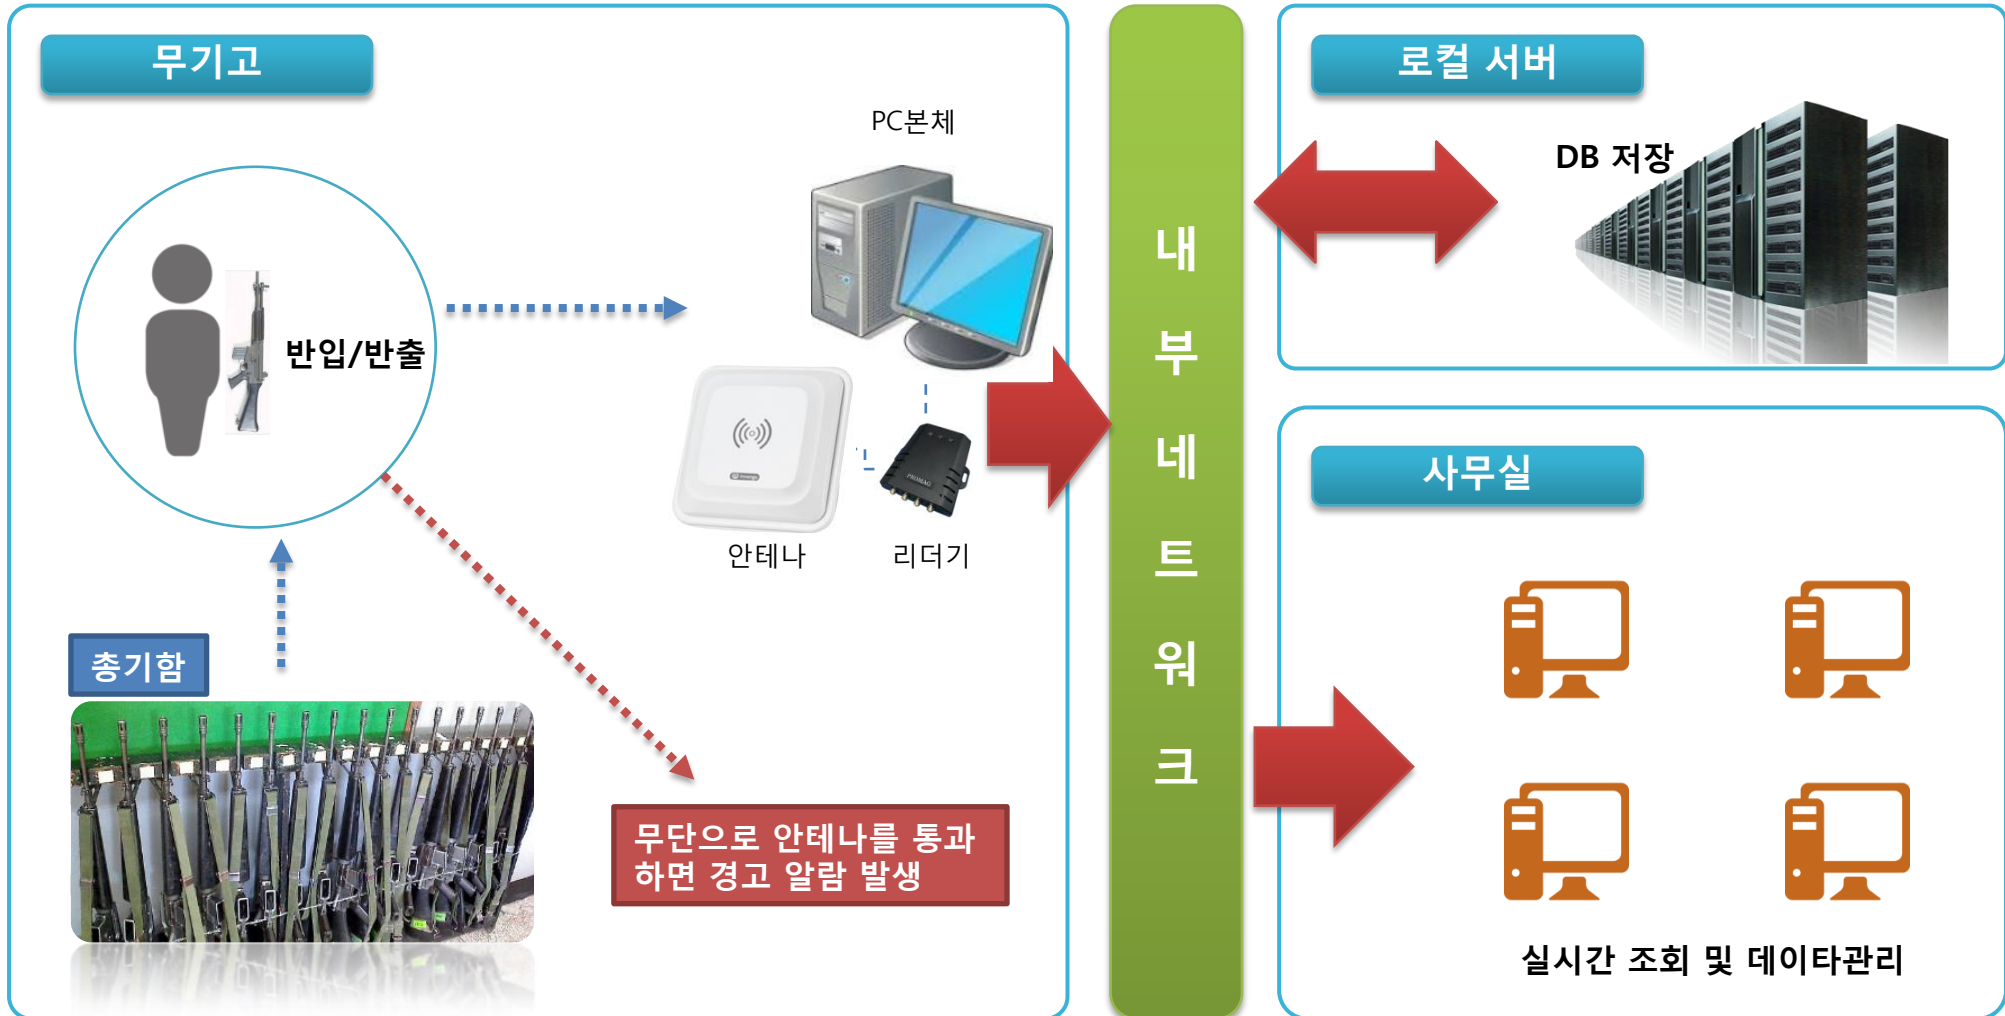 무기고
PC본체
반입/반출
안테나
리더기
총기함
무단으로 안테나를 통과
하면 경고 알람 발생
내
부
네
트
워
크
로컬 서버
DB 저장
사무실
실시간 조회 및 데이타관리